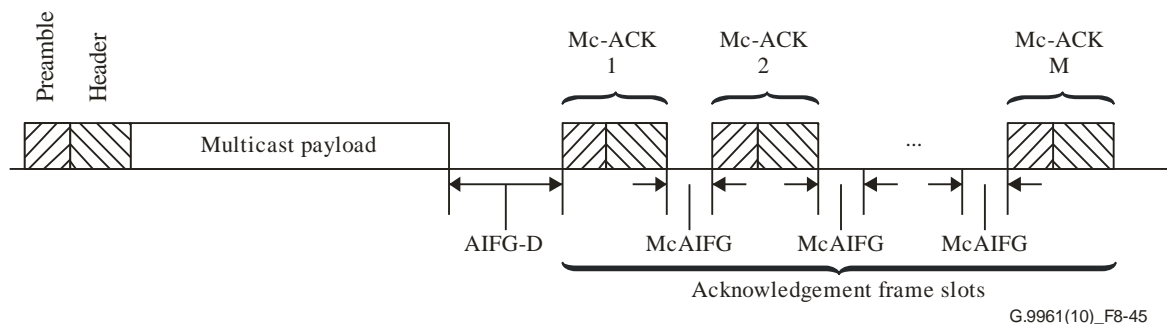 Preamble
Header
Mc-ACK
1
Mc-ACK
2
Mc-ACK
M
Multicast payload
...
AIFG-D
McAIFG
McAIFG
McAIFG
Acknowledgement frame slots
G.9961(10)_F8-45